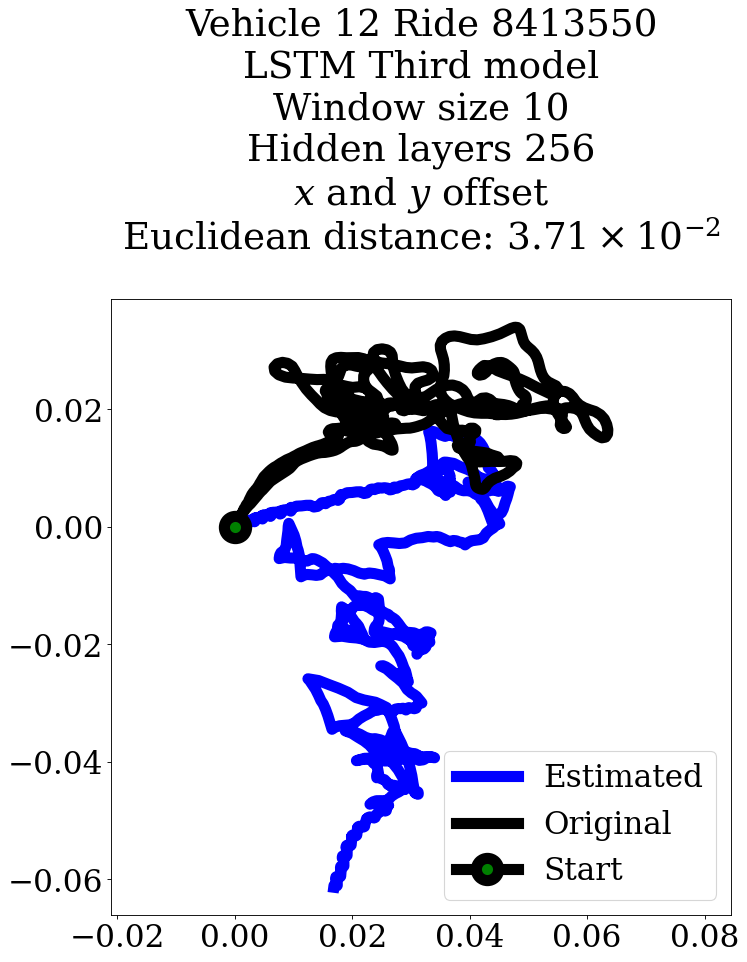 Vehicle 12 Ride 8413550
LSTM Third model
Window size 10
Hidden layers 256
x and y offset
Euclidean distance: 3.71 × 10⁻²
0.02
0.00
−0.02
−0.04
−0.06
Estimated
Original
Start
−0.02 0.00 0.02 0.04 0.06 0.08